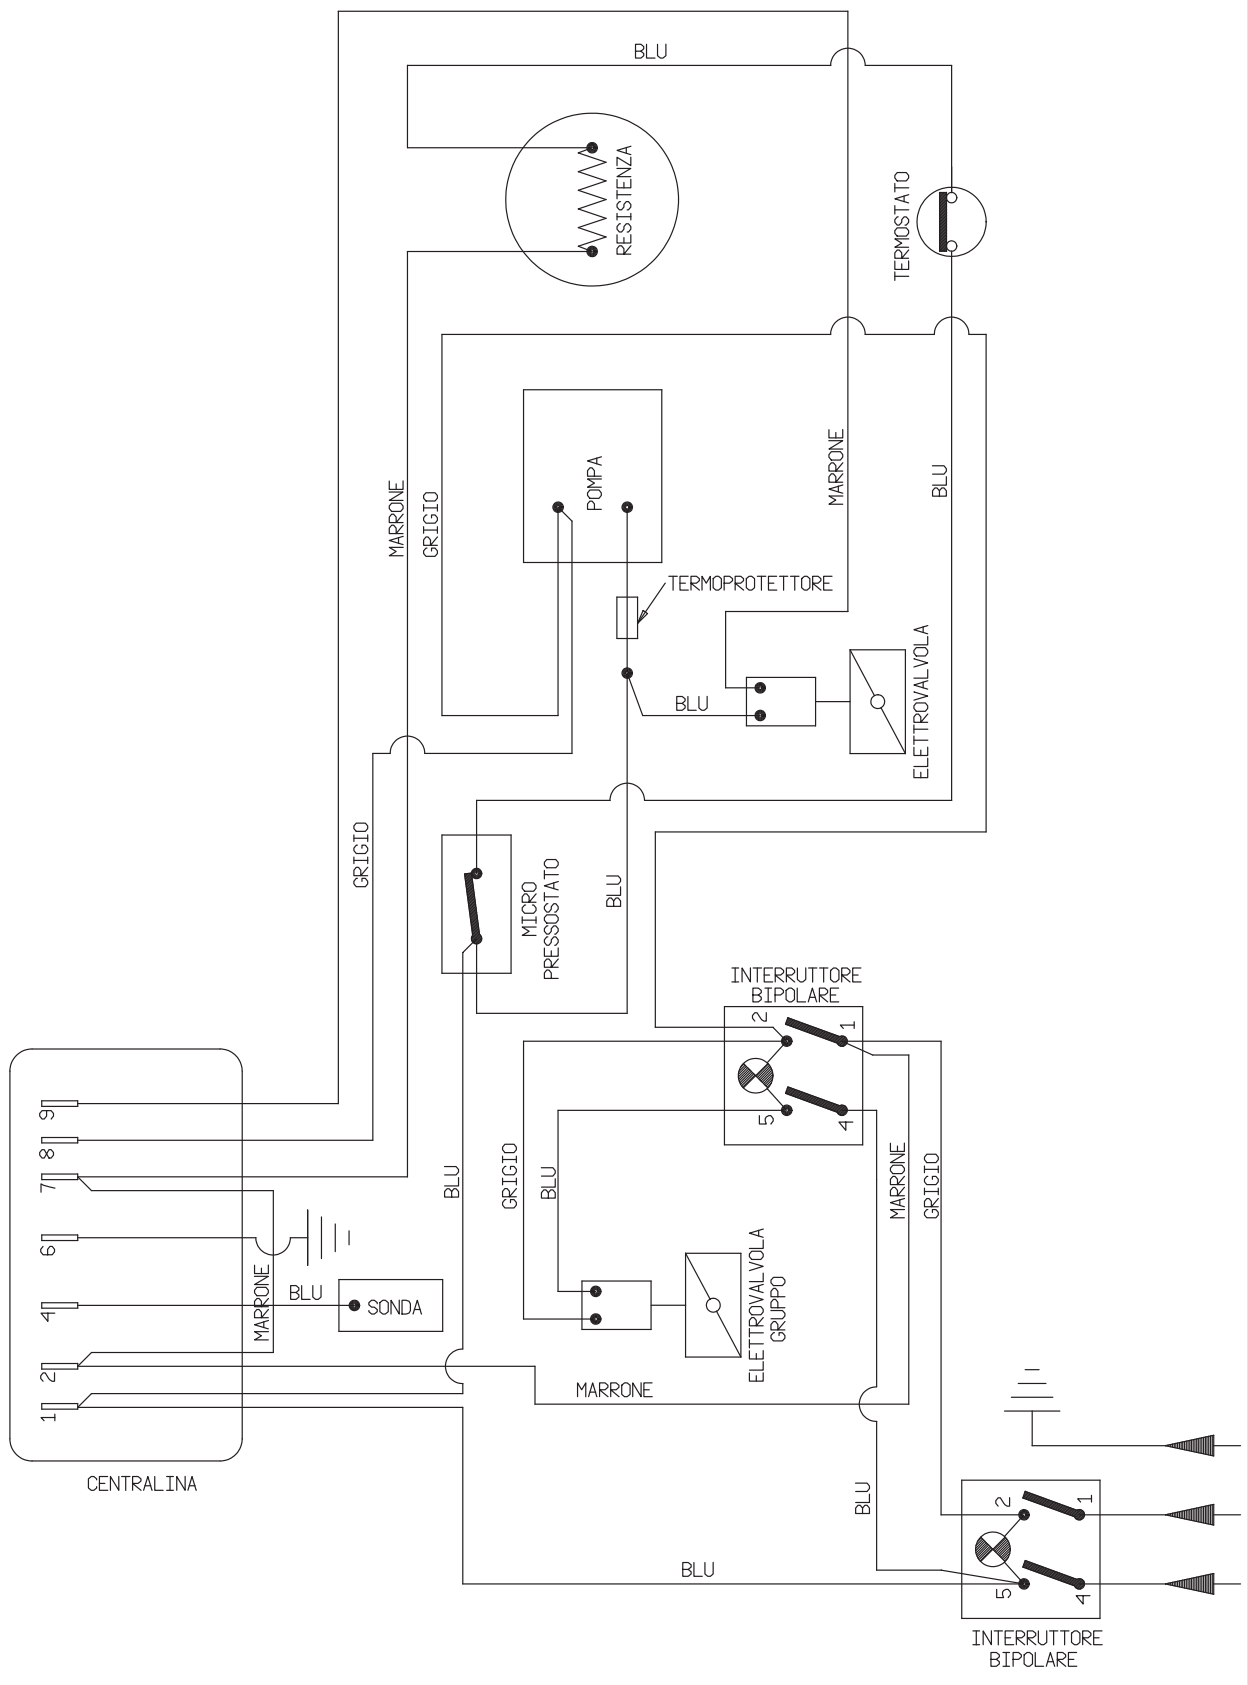 BLU
RESISTENZA
TERMOSTATO
MARRONE
GRIGIO
POMPA
MARRONE
BLU
TERMOPROTETTORE
BLU
ELETTROVALVOLA
GRIGIO
MICRO
PRESSOSTATO
BLU
INTERRUTTORE
BIPOLARE
2
1
5
4
9
8
7
6
4
2
1
MARRONE
BLU
SONDA
BLU
GRIGIO
BLU
MARRONE
GRIGIO
ELETTROVALVOLA
GRUPPO
MARRONE
CENTRALINA
BLU
BLU
2
1
5
4
INTERRUTTORE
BIPOLARE